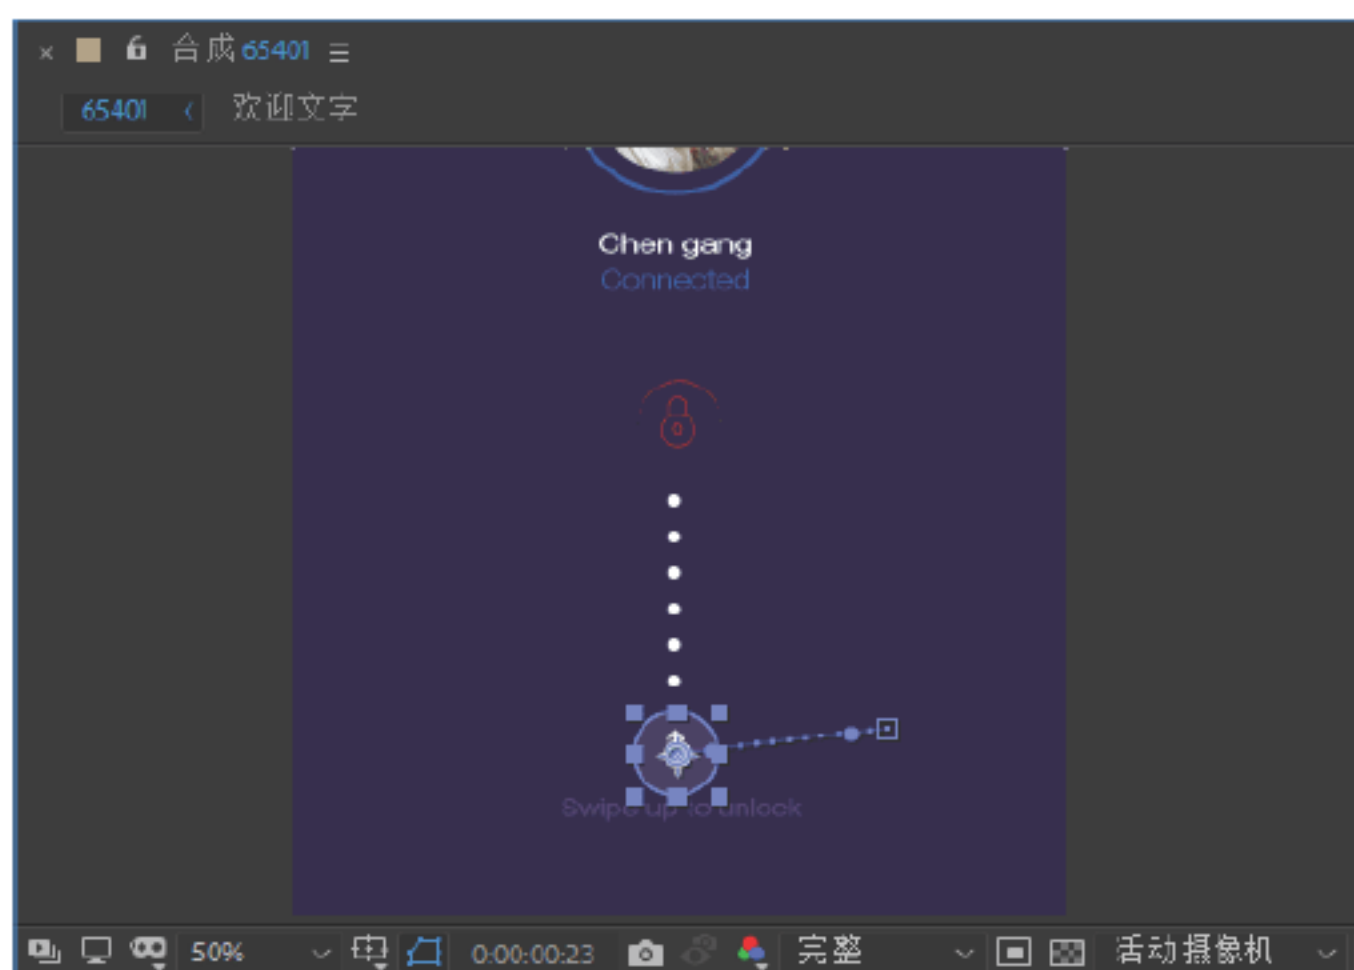 合成 65401
65401 欢迎文字
Chen gang
Connected
Swipe up to unlock
50% 0:00:00:23 完整 活动摄像机